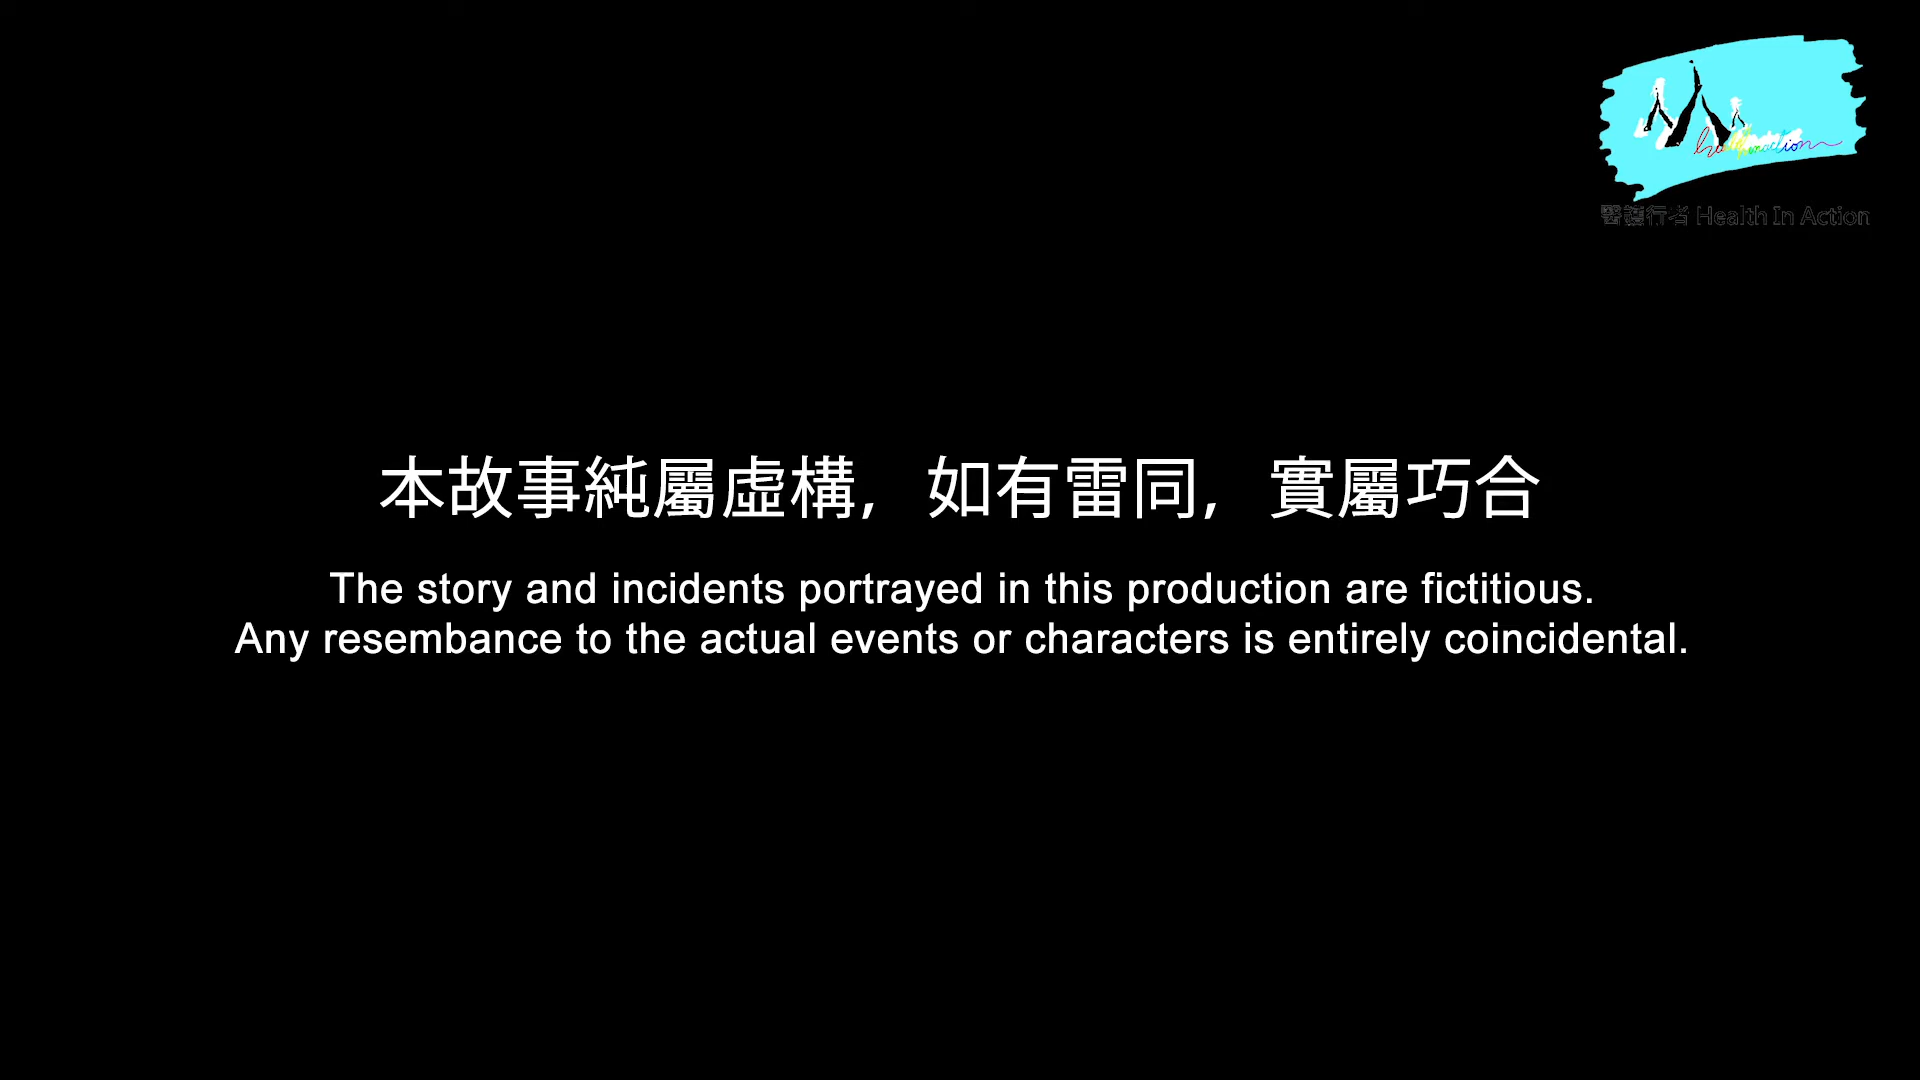 醫護行者 Health In Action
本故事純屬虛構，如有雷同，實屬巧合
The story and incidents portrayed in this production are fictitious.
Any resembance to the actual events or characters is entirely coincidental.